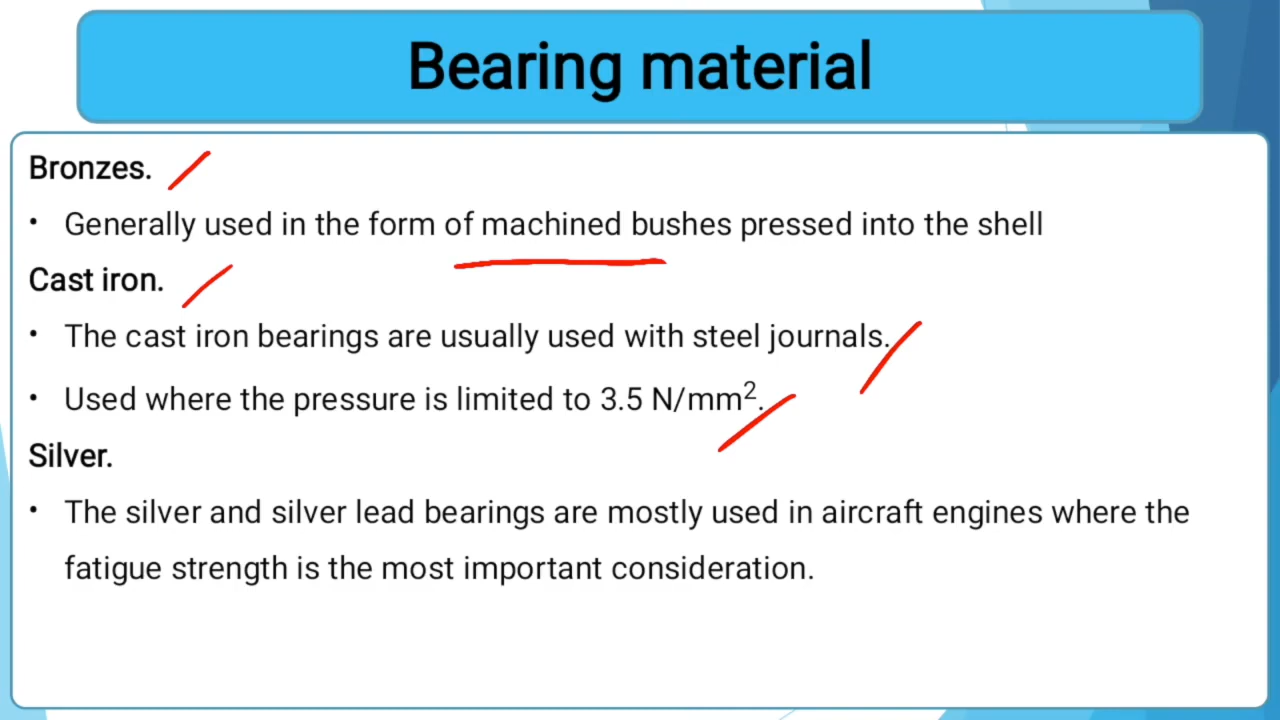 Bearing material
Bronzes.
• Generally used in the form of machined bushes pressed into the shell
Cast iron.
• The cast iron bearings are usually used with steel journals.
• Used where the pressure is limited to 3.5 N/mm².
Silver.
• The silver and silver lead bearings are mostly used in aircraft engines where the
fatigue strength is the most important consideration.